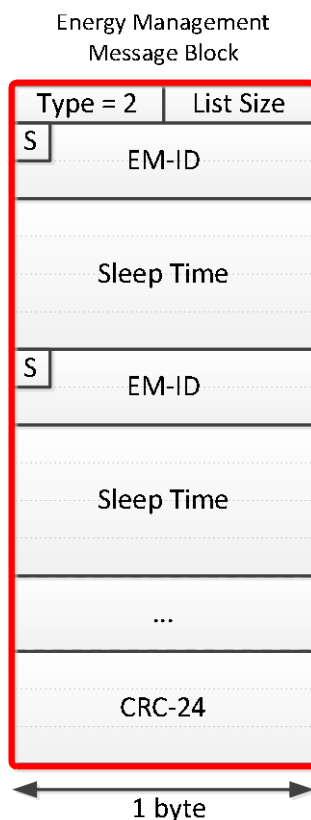 Energy Management
Message Block
Type = 2 List Size
S
EM-ID
Sleep Time
S
EM-ID
Sleep Time
...
CRC-24
1 byte